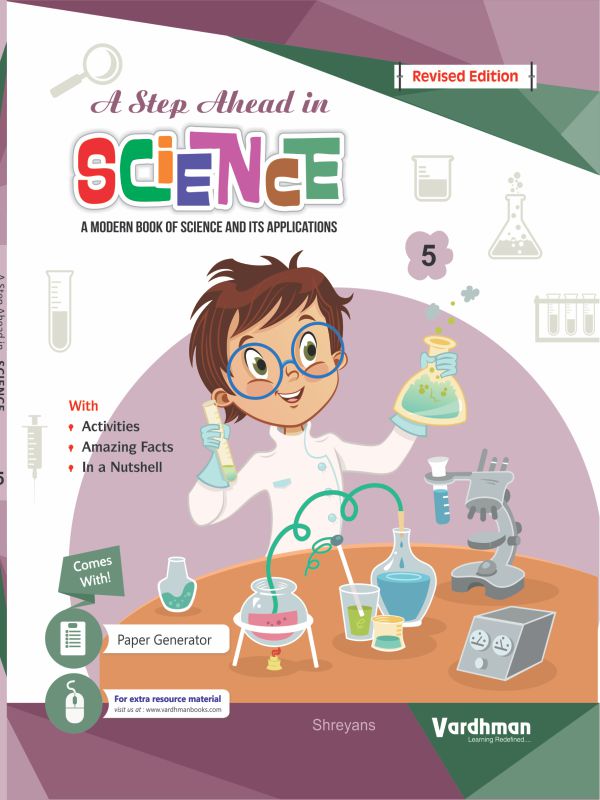 Revised Edition
A Step Ahead in
SCiENCE
A MODERN BOOK OF SCIENCE AND ITS APPLICATIONS
5
With
Activities
Amazing Facts
In a Nutshell
A Step Ahead in SCIENCE
5
Comes
With!
Paper Generator
For extra resource material
visit us at : www.vardhmanbooks.com
Shreyans
Vardhman
Learning Redefined....